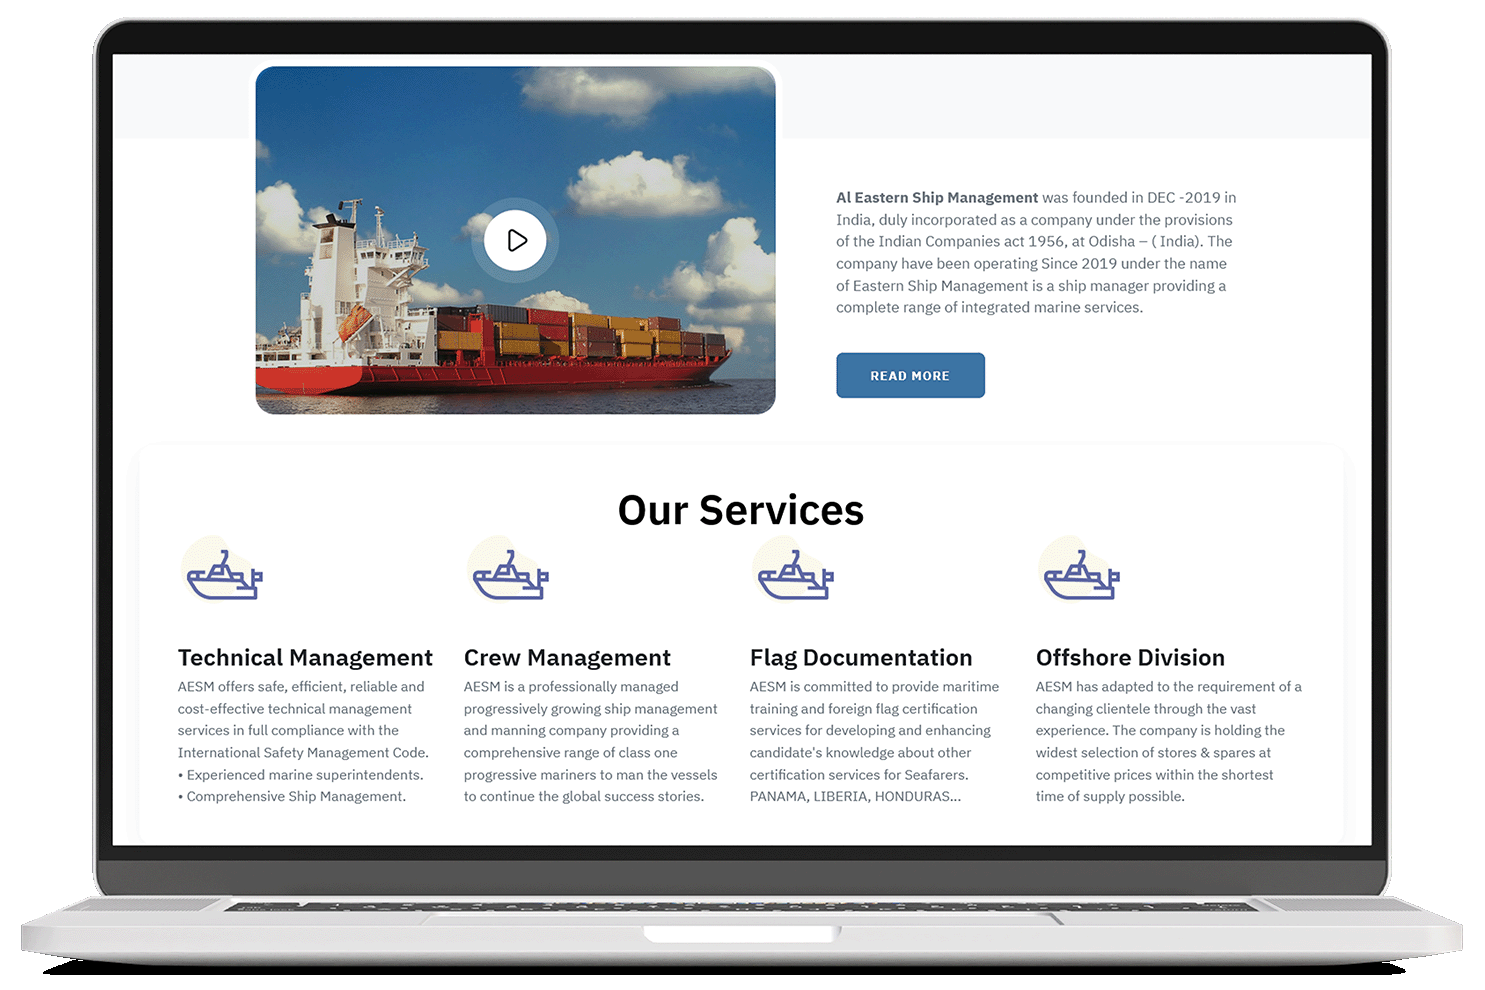 Al Eastern Ship Management was founded in DEC -2019 in
India, duly incorporated as a company under the provisions
of the Indian Companies act 1956, at Odisha – ( India). The
company have been operating Since 2019 under the name
of Eastern Ship Management is a ship manager providing a
complete range of integrated marine services.
READ MORE
Our Services
Technical Management
AESM offers safe, efficient, reliable and
cost-effective technical management
services in full compliance with the
International Safety Management Code.
• Experienced marine superintendents.
• Comprehensive Ship Management.
Crew Management
AESM is a professionally managed
progressively growing ship management
and manning company providing a
comprehensive range of class one
progressive mariners to man the vessels
to continue the global success stories.
Flag Documentation
AESM is committed to provide maritime
training and foreign flag certification
services for developing and enhancing
candidate's knowledge about other
certification services for Seafarers.
PANAMA, LIBERIA, HONDURAS...
Offshore Division
AESM has adapted to the requirement of a
changing clientele through the vast
experience. The company is holding the
widest selection of stores & spares at
competitive prices within the shortest
time of supply possible.